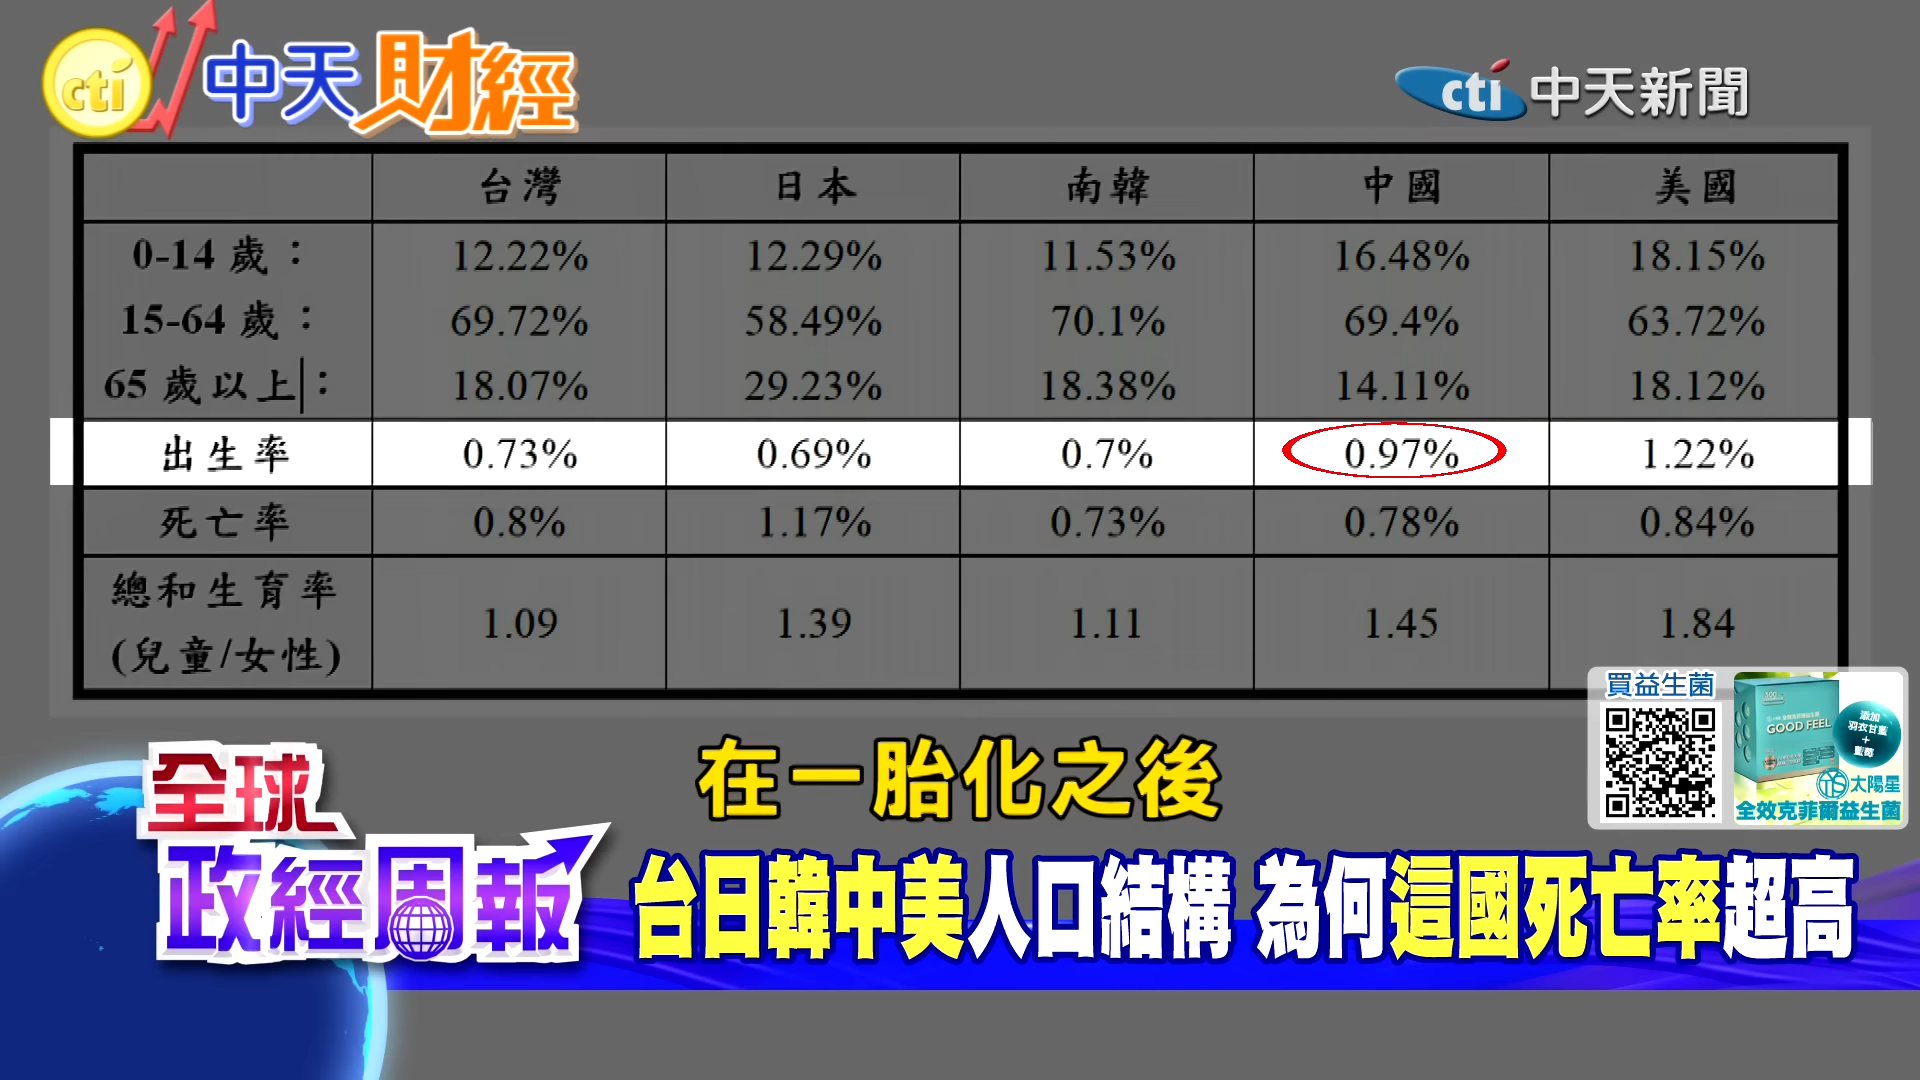 cti 中天財經
cti 中天新聞
台灣 日本 南韓 中國 美國
0-14 歲： 12.22% 12.29% 11.53% 16.48% 18.15%
15-64 歲： 69.72% 58.49% 70.1% 69.4% 63.72%
65 歲以上： 18.07% 29.23% 18.38% 14.11% 18.12%
出生率 0.73% 0.69% 0.7% 0.97% 1.22%
死亡率 0.8% 1.17% 0.73% 0.78% 0.84%
總和生育率
(兒童/女性) 1.09 1.39 1.11 1.45 1.84
買益生菌
GOOD FEEL
添加
羽衣甘藍
+
藍莓
太陽星
全效克菲爾益生菌
在一胎化之後
全球
政經周報
台日韓中美人口結構 為何這國死亡率超高